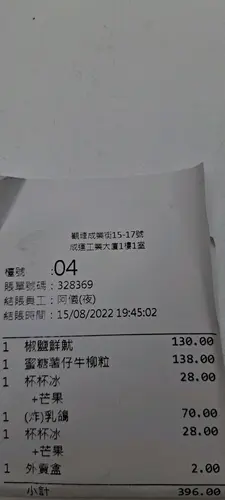 觀塘成業街15-17號
成運工業大廈1樓1室
檯號 :04
賬單號碼：328369
結賬員工：阿儀(夜)
結賬時間：15/08/2022 19:45:02
1 椒鹽鮮魷 130.00
1 蜜糖薯仔牛柳粒 138.00
1 杯杯冰 28.00
+芒果
1 (炸)乳鴿 70.00
1 杯杯冰 28.00
+芒果
1 外賣盒 2.00
小計 396.00